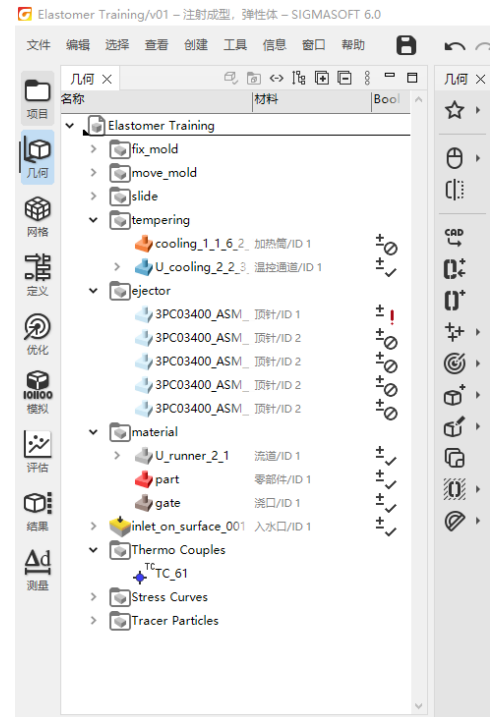 Elastomer Training/v01 – 注射成型，弹性体 – SIGMASOFT 6.0
文件 编辑 选择 查看 创建 工具 信息 窗口 帮助
项目
几何
网格
定义
优化
模拟
评估
结果
测量
几何
名称 材料 Bool
Elastomer Training
fix_mold
move_mold
slide
tempering
cooling_1_1_6_2_ 加热筒/ID 1
U_cooling_2_2_3_ 温控通道/ID 1
ejector
3PC03400_ASM_ 顶针/ID 1
3PC03400_ASM_ 顶针/ID 2
3PC03400_ASM_ 顶针/ID 2
3PC03400_ASM_ 顶针/ID 2
3PC03400_ASM_ 顶针/ID 2
material
U_runner_2_1 流道/ID 1
part 零部件/ID 1
gate 浇口/ID 1
inlet_on_surface_001 入水口/ID 1
Thermo Couples
TC TC_61
Stress Curves
Tracer Particles
几何
CAD